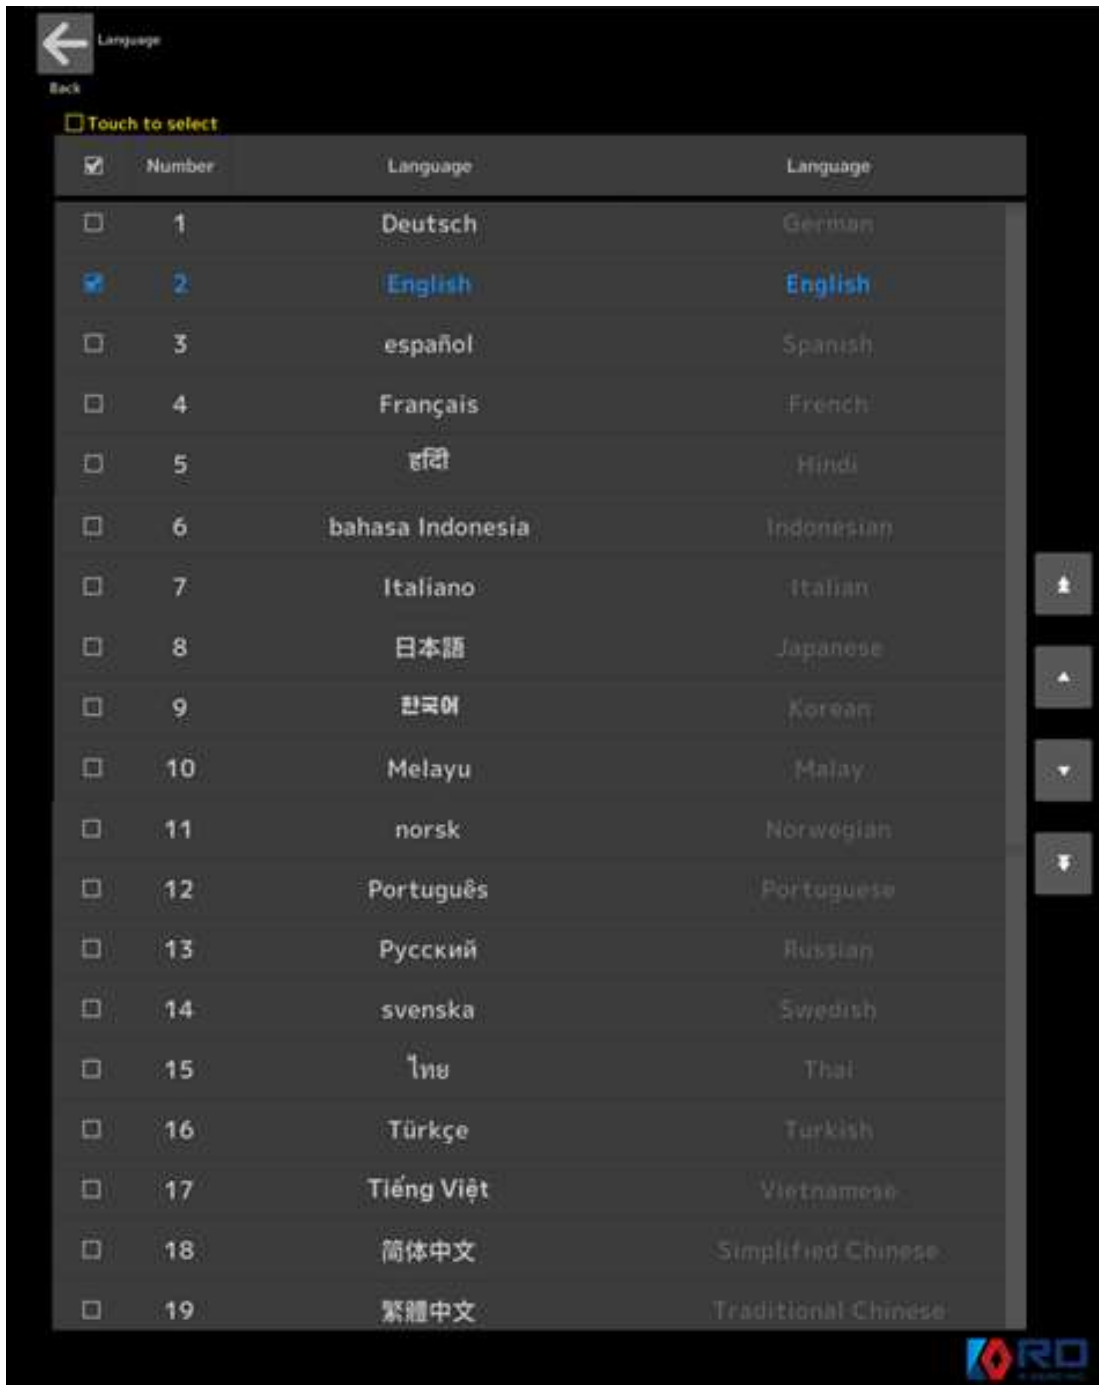 Language
Back
Touch to select
Number Language Language
1 Deutsch German
2 English English
3 español Spanish
4 Français French
5 हिंदी Hindi
6 bahasa Indonesia Indonesian
7 Italiano Italian
8 日本語 Japanese
9 한국어 Korean
10 Melayu Malay
11 norsk Norwegian
12 Português Portuguese
13 Русский Russian
14 svenska Swedish
15 ไทย Thai
16 Türkçe Turkish
17 Tiếng Việt Vietnamese
18 简体中文 Simplified Chinese
19 繁體中文 Traditional Chinese
RD